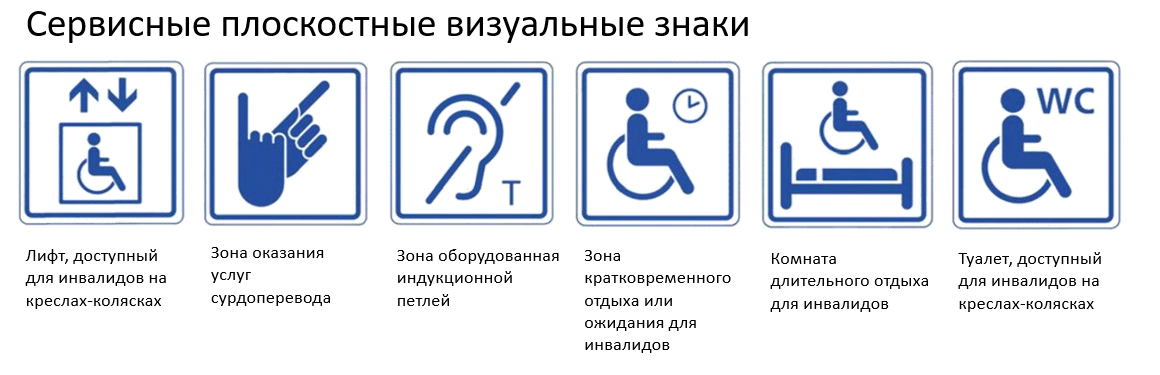 Сервисные плоскостные визуальные знаки
T
WC
Лифт, доступный
для инвалидов на
креслах-колясках
Зона оказания
услуг
сурдоперевода
Зона оборудованная
индукционной
петлей
Зона
кратковременного
отдыха или
ожидания для
инвалидов
Комната
длительного отдыха
для инвалидов
Туалет, доступный
для инвалидов на
креслах-колясках